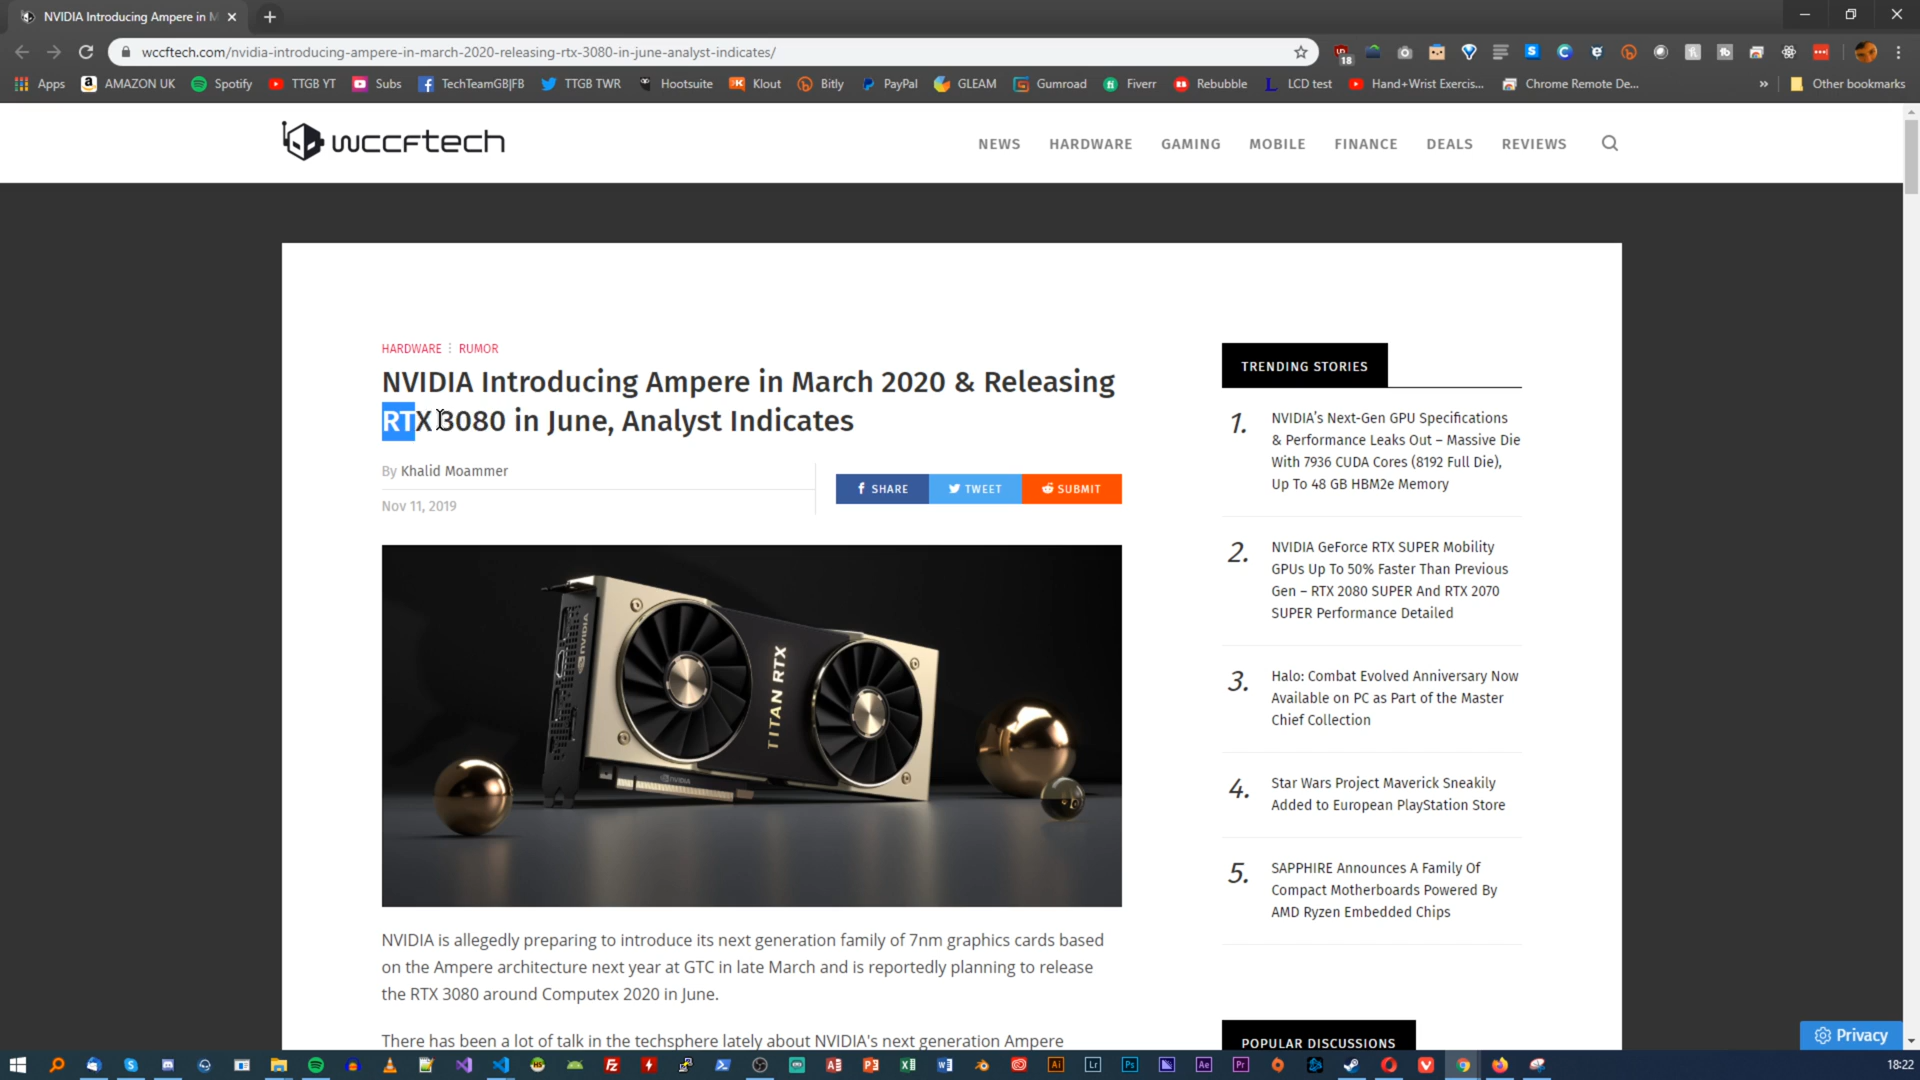 NVIDIA Introducing Ampere in M
wccftech.com/nvidia-introducing-ampere-in-march-2020-releasing-rtx-3080-in-june-analyst-indicates/
18
Apps AMAZON UK Spotify TTGB YT Subs TechTeamGB|FB TTGB TWR Hootsuite Klout Bitly PayPal GLEAM Gumroad Fiverr Rebubble LCD test Hand+Wrist Exercis... Chrome Remote De... » Other bookmarks
wccftech
NEWS HARDWARE GAMING MOBILE FINANCE DEALS REVIEWS
HARDWARE RUMOR
NVIDIA Introducing Ampere in March 2020 & Releasing
RTX 3080 in June, Analyst Indicates
By Khalid Moammer
Nov 11, 2019
SHARE TWEET SUBMIT
NVIDIA
TITAN RTX
NVIDIA
NVIDIA is allegedly preparing to introduce its next generation family of 7nm graphics cards based
on the Ampere architecture next year at GTC in late March and is reportedly planning to release
the RTX 3080 around Computex 2020 in June.
There has been a lot of talk in the techsphere lately about NVIDIA's next generation Ampere
TRENDING STORIES
1. NVIDIA's Next-Gen GPU Specifications
& Performance Leaks Out – Massive Die
With 7936 CUDA Cores (8192 Full Die),
Up To 48 GB HBM2e Memory
2. NVIDIA GeForce RTX SUPER Mobility
GPUs Up To 50% Faster Than Previous
Gen – RTX 2080 SUPER And RTX 2070
SUPER Performance Detailed
3. Halo: Combat Evolved Anniversary Now
Available on PC as Part of the Master
Chief Collection
4. Star Wars Project Maverick Sneakily
Added to European PlayStation Store
5. SAPPHIRE Announces A Family Of
Compact Motherboards Powered By
AMD Ryzen Embedded Chips
POPULAR DISCUSSIONS
Privacy
18:22